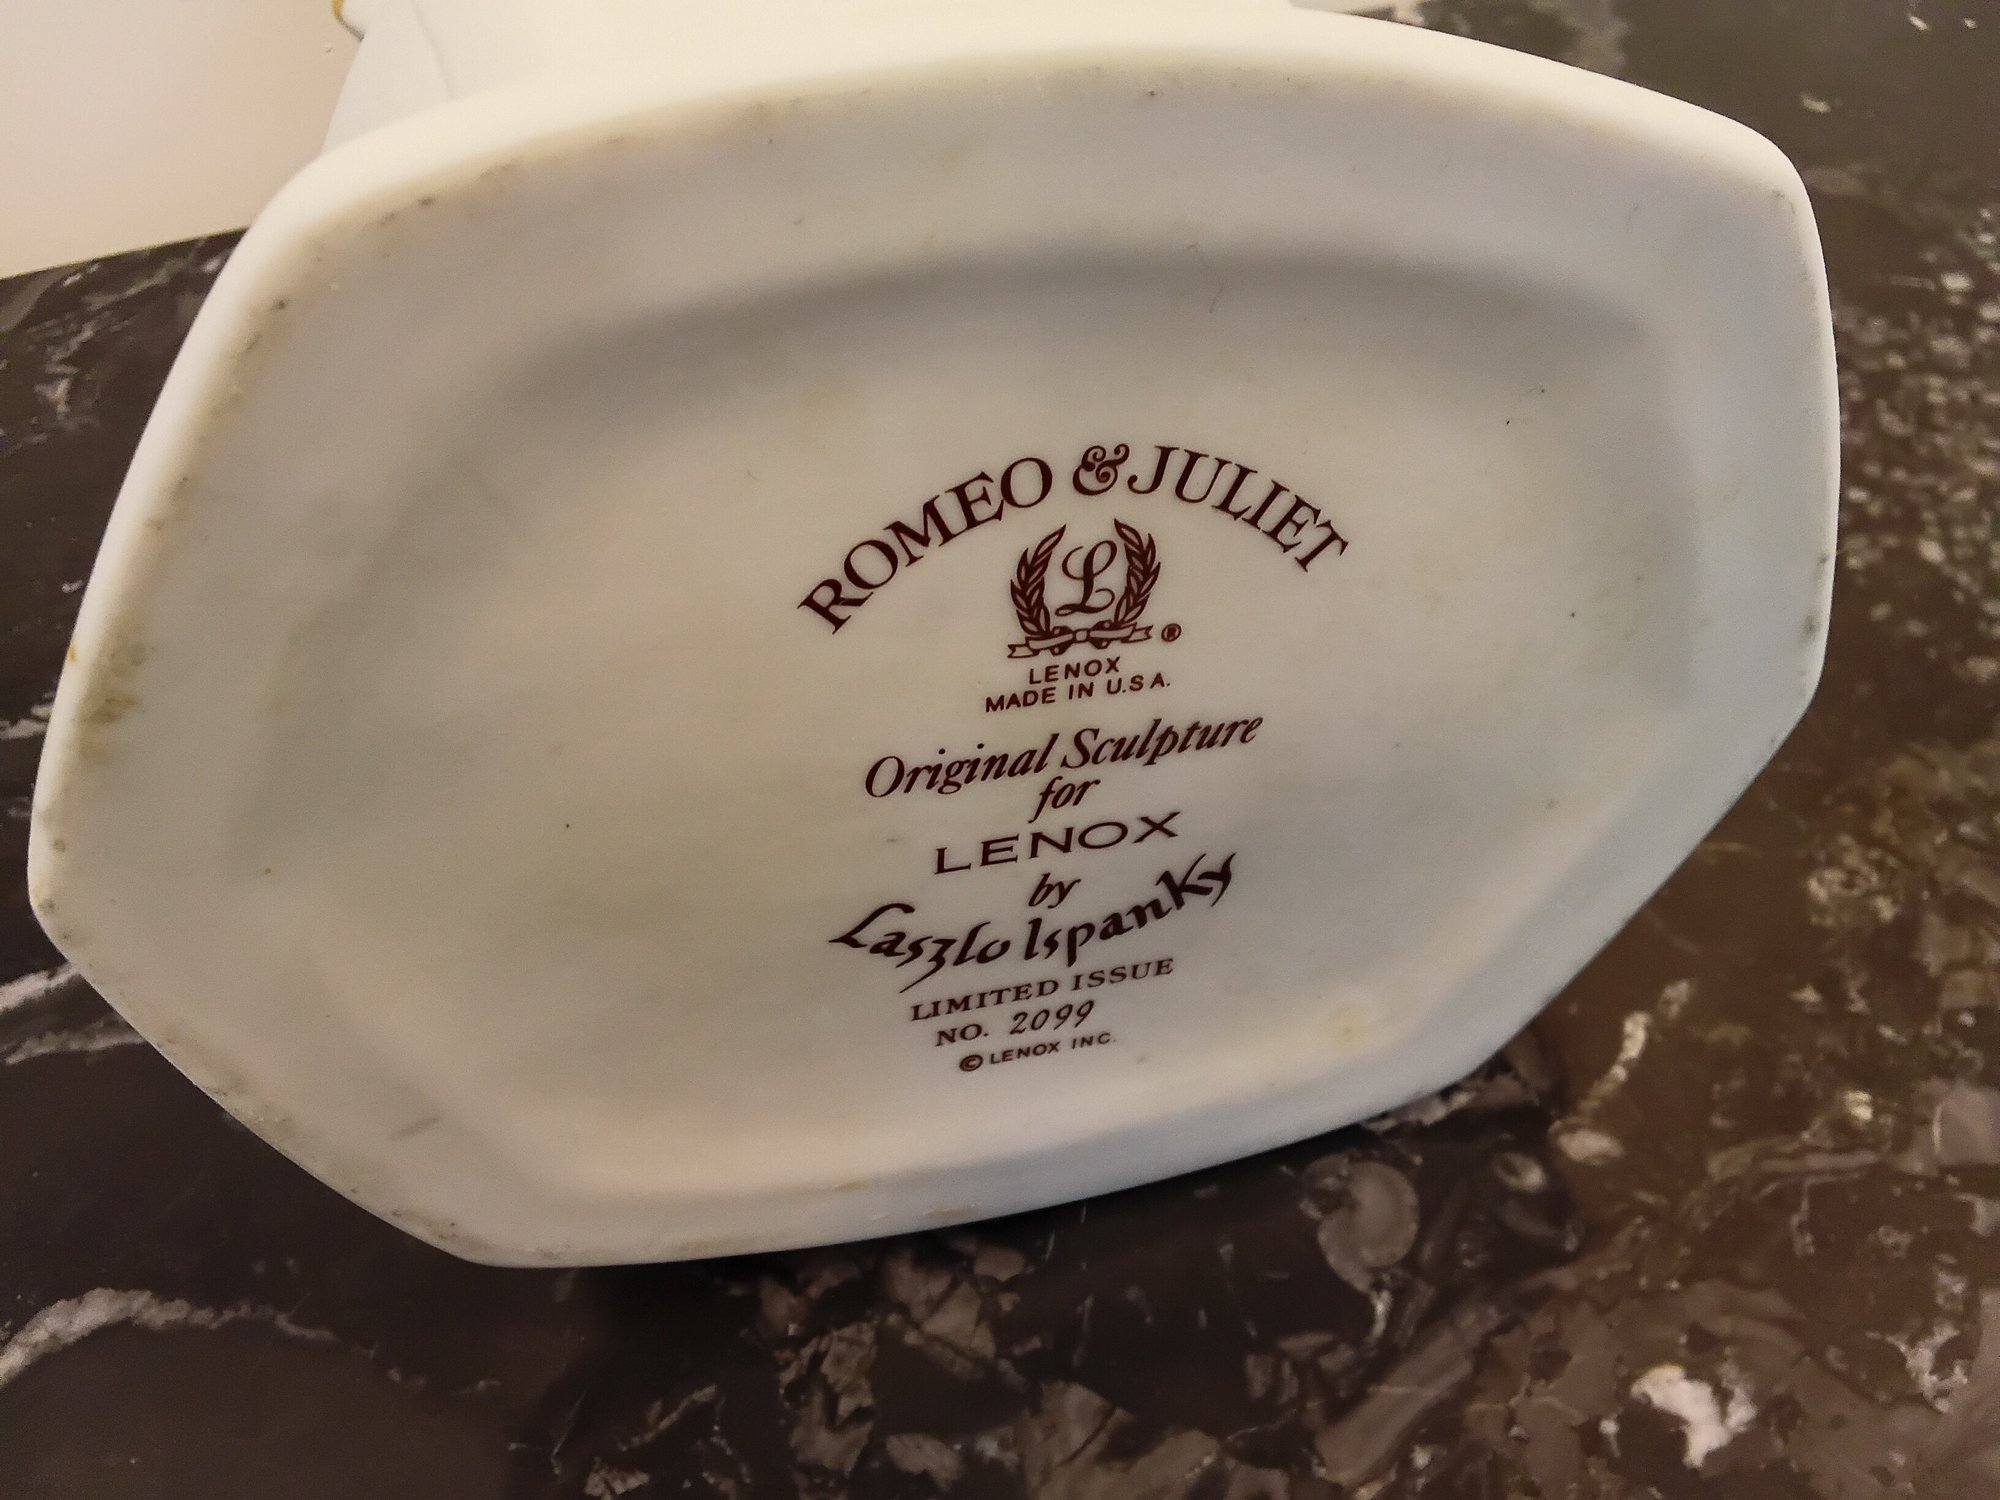 ROMEO & JULIET
L
®
LENOX
MADE IN U.S.A.
Original Sculpture
for
LENOX
by
Laszlo Ispanky
LIMITED ISSUE
NO. 2099
© LENOX INC.